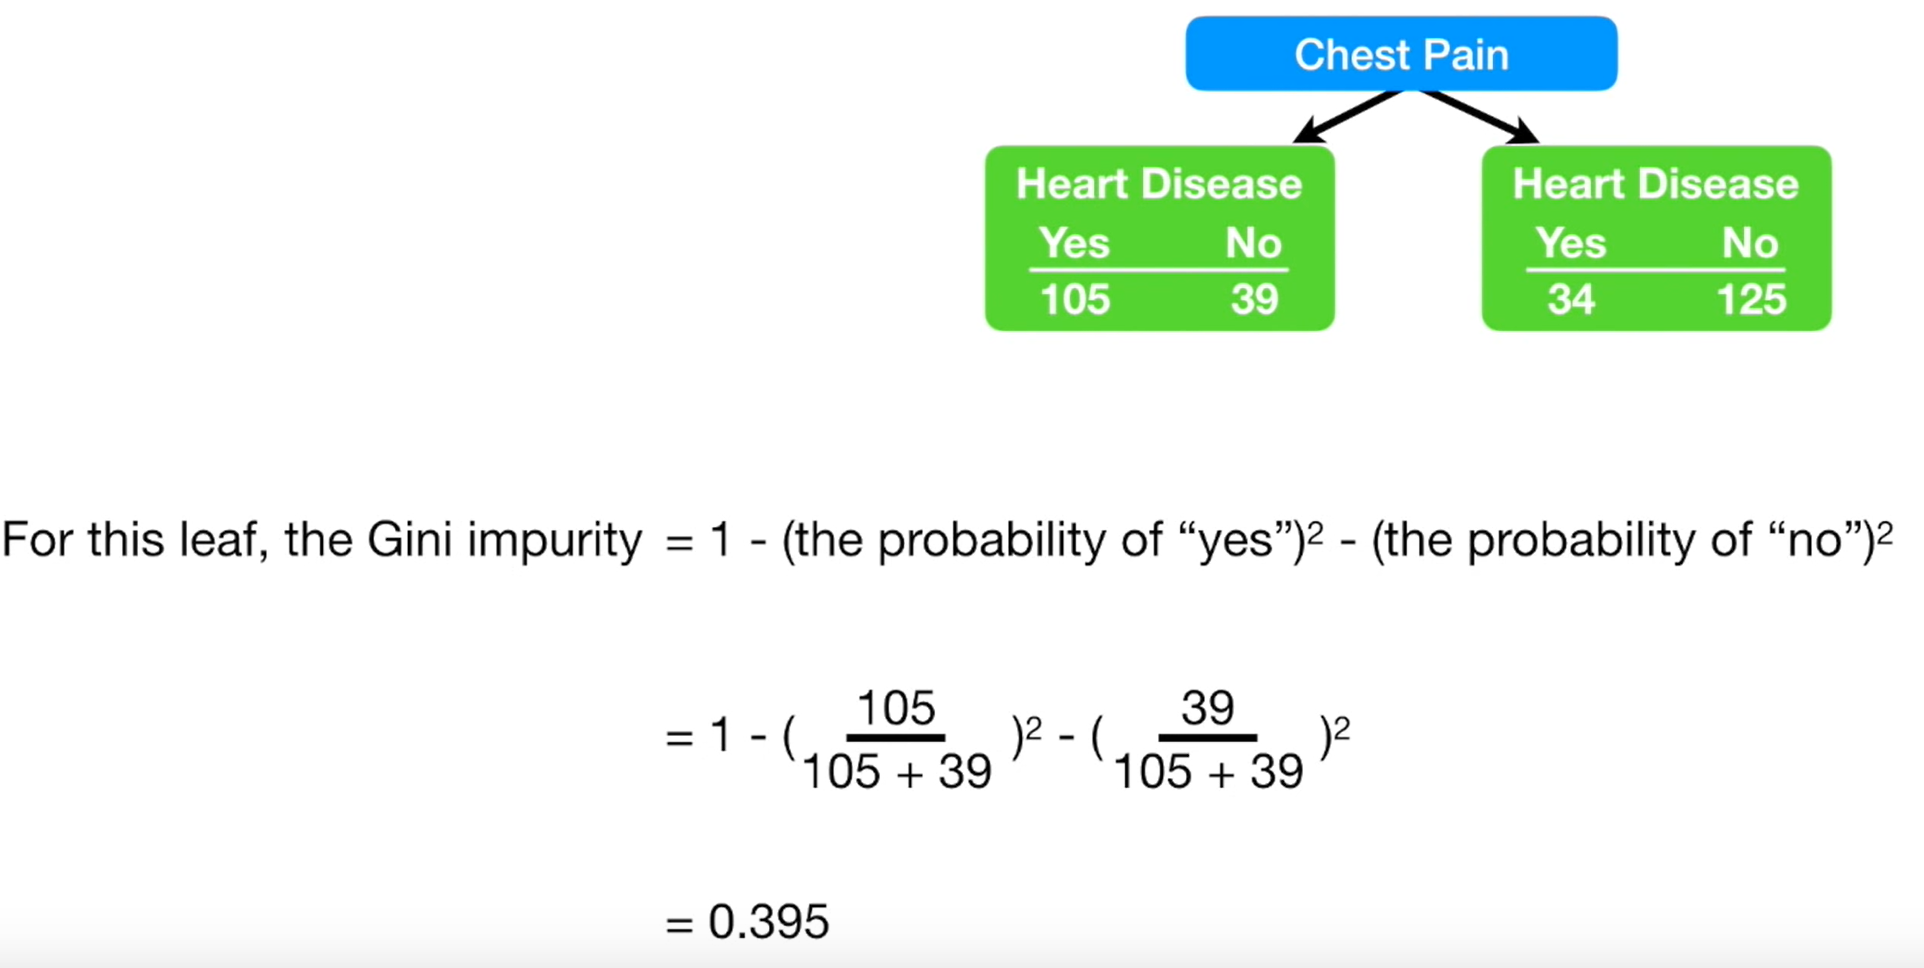 Chest Pain
Heart Disease
Yes No
105 39
Heart Disease
Yes No
34 125
For this leaf, the Gini impurity = 1 - (the probability of “yes”)² - (the probability of “no”)²
= 1 - ( 105 / 105 + 39 )² - ( 39 / 105 + 39 )²
= 0.395